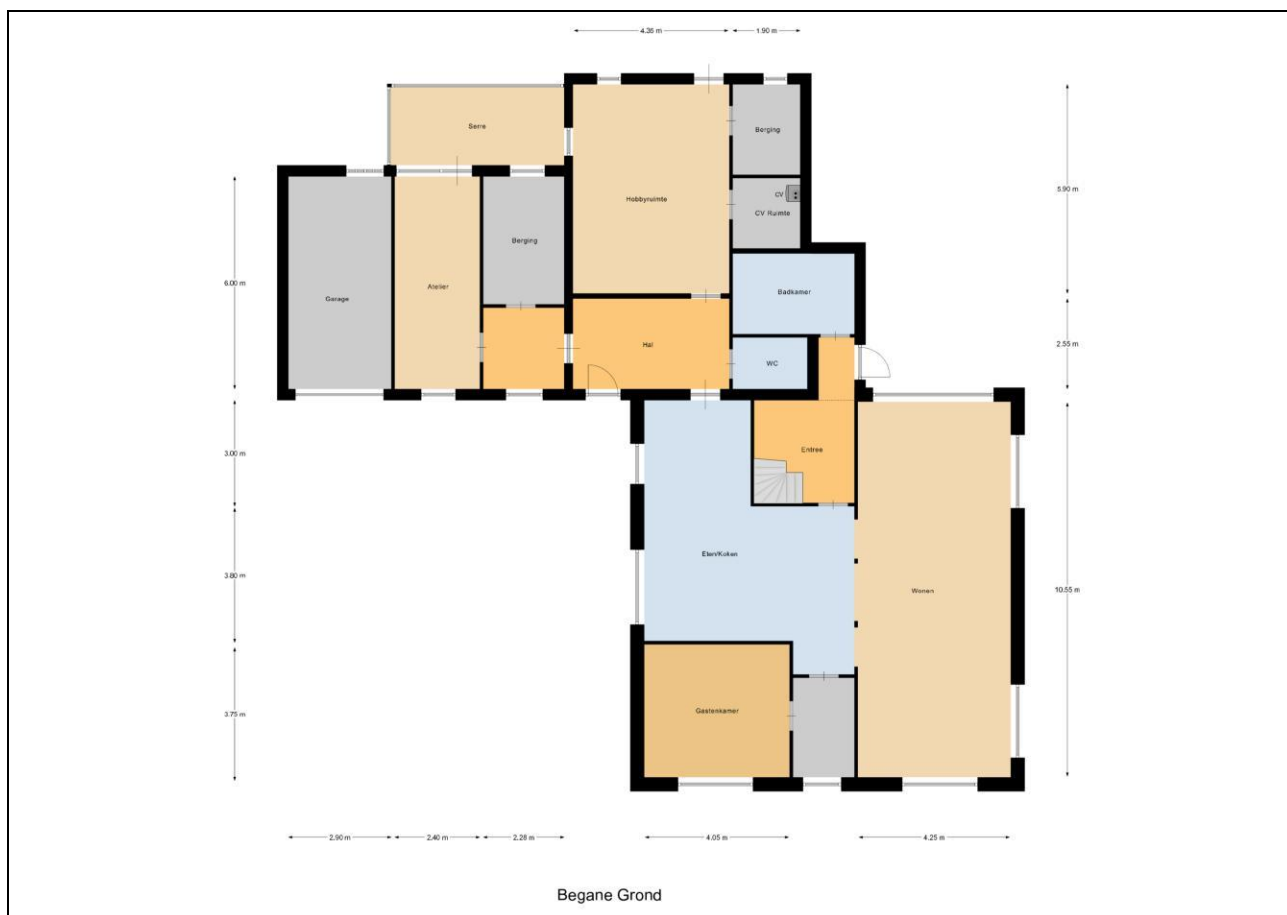 4.36 m
1.90 m
Serre
Berging
Hobbyruimte
CV
CV Ruimte
5.90 m
Berging
6.00 m
Garage
Atelier
Badkamer
2.55 m
Hal
WC
3.00 m
Entree
Eten/Koken
3.80 m
Wonen
10.55 m
3.75 m
Gastenkamer
2.90 m
2.40 m
2.28 m
4.05 m
4.25 m
Begane Grond